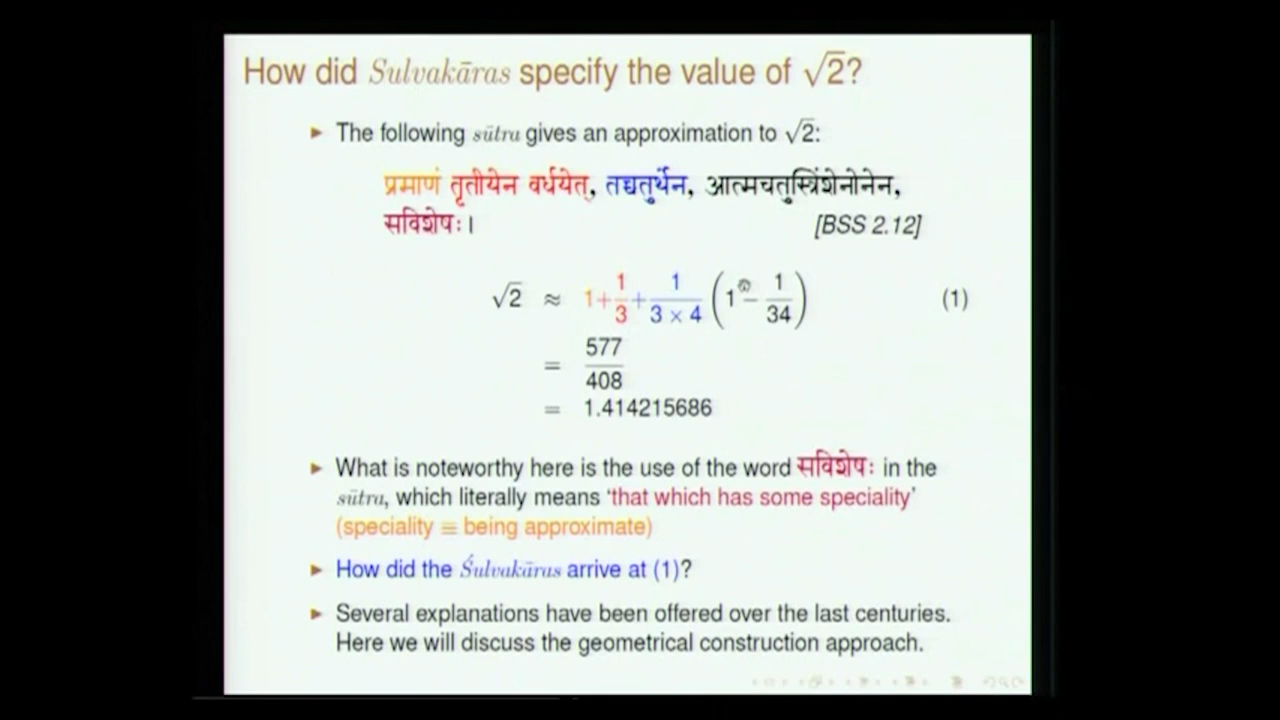 How did Sulvakāras specify the value of √2?
▶ The following sūtra gives an approximation to √2:
प्रमाणं तृतीयेन वर्धयेत्, तच्चतुर्थेन, आत्मचतुस्त्रिंशेनोनेन,
सविशेषः।
[BSS 2.12]
√2 ≈ 1 + 1/3 + 1/(3 × 4) (1 − 1/34) (1)
= 577/408
= 1.414215686
▶ What is noteworthy here is the use of the word सविशेषः in the
sūtra, which literally means ‘that which has some speciality’
(speciality ≡ being approximate)
▶ How did the Śulvakāras arrive at (1)?
▶ Several explanations have been offered over the last centuries.
Here we will discuss the geometrical construction approach.